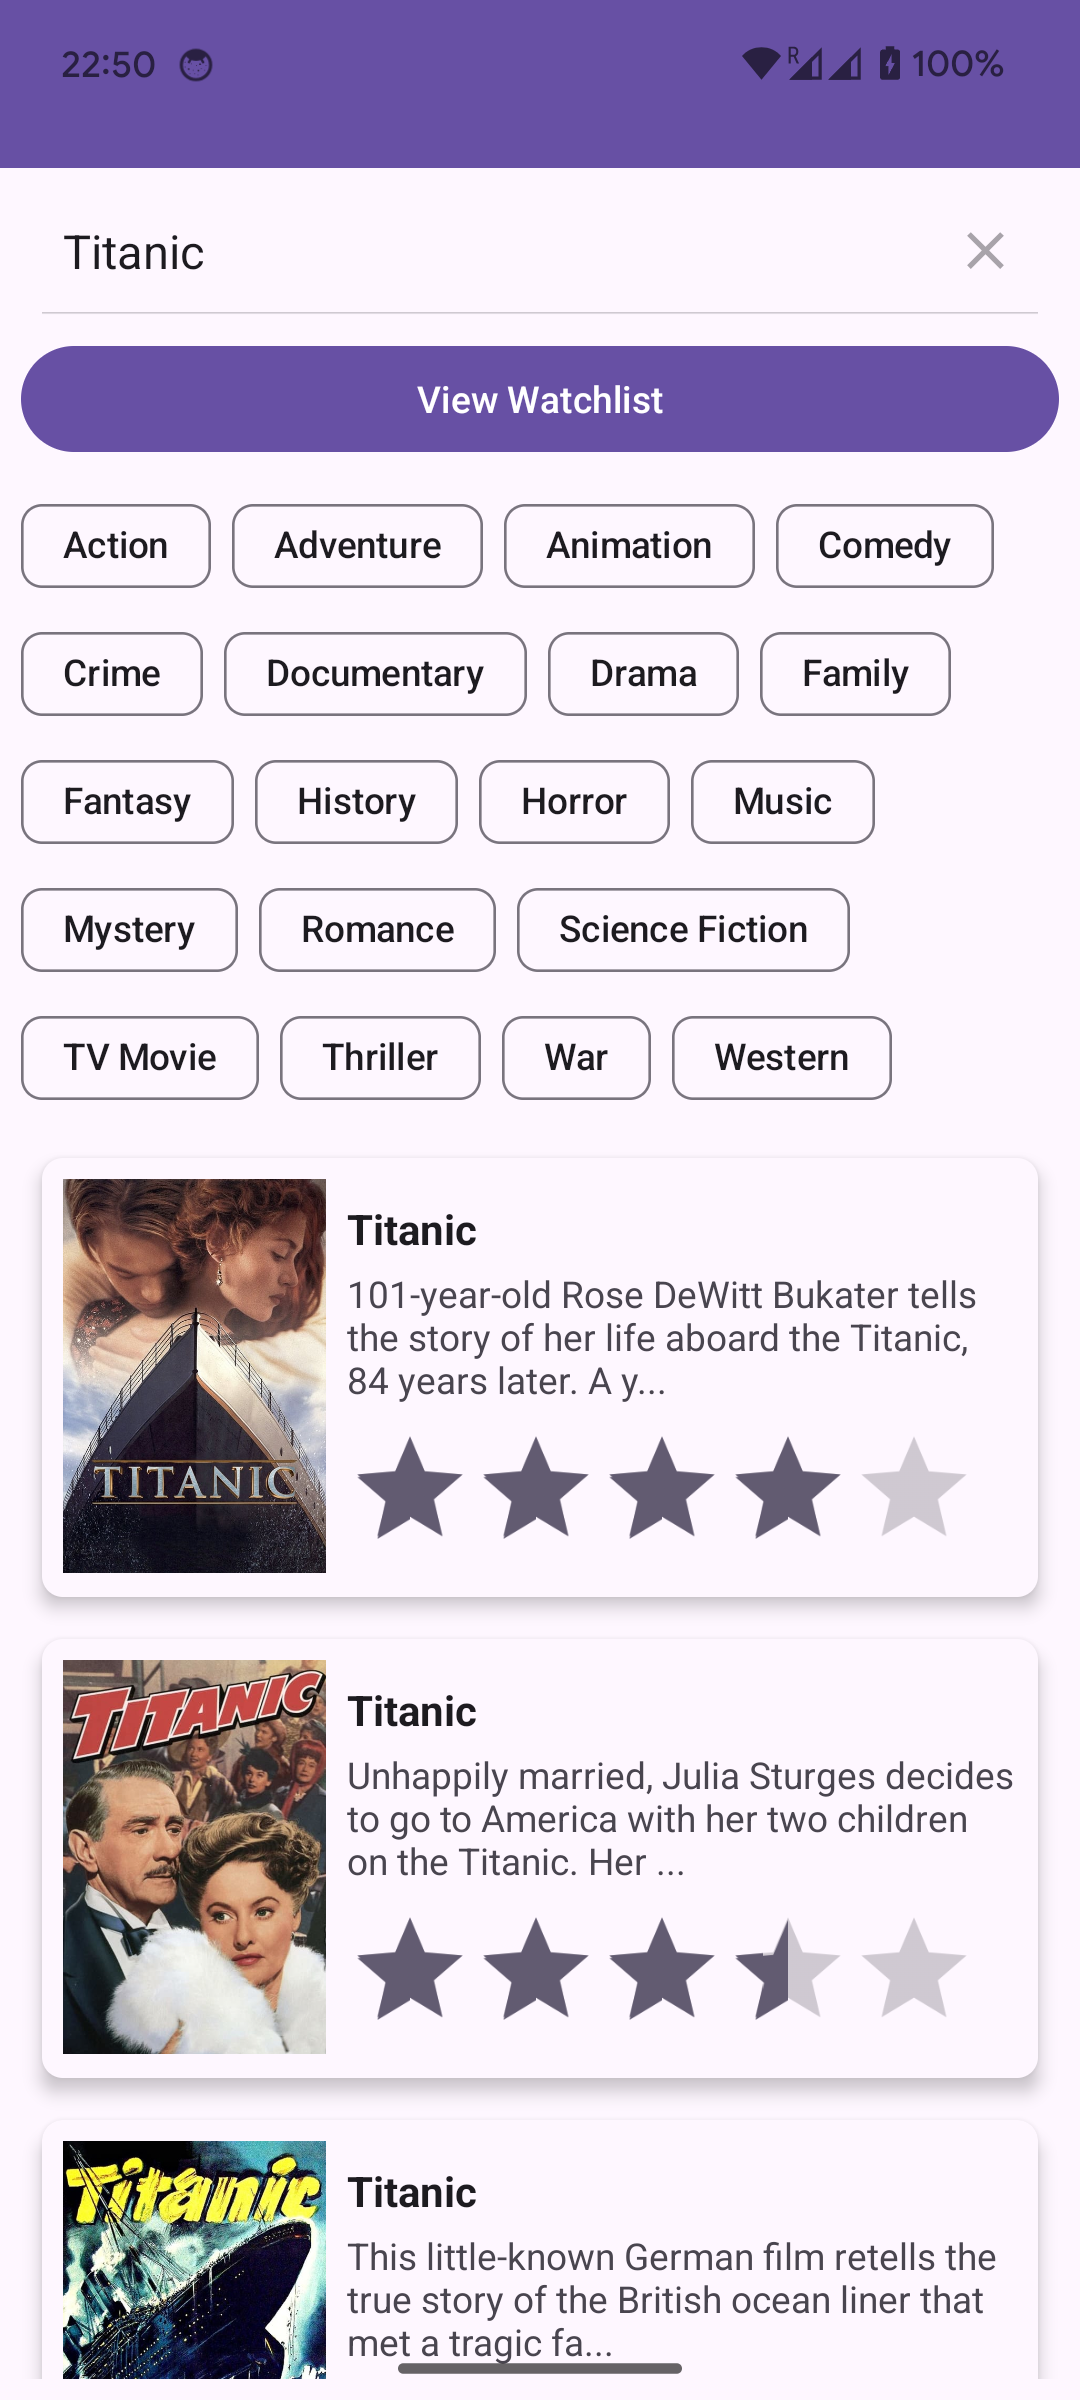 22:50
R
100%
Titanic
View Watchlist
Action Adventure Animation Comedy
Crime Documentary Drama Family
Fantasy History Horror Music
Mystery Romance Science Fiction
TV Movie Thriller War Western
TITANIC
Titanic
101-year-old Rose DeWitt Bukater tells
the story of her life aboard the Titanic,
84 years later. A y...
TITANIC
Titanic
Unhappily married, Julia Sturges decides
to go to America with her two children
on the Titanic. Her ...
Titanic
Titanic
This little-known German film retells the
true story of the British ocean liner that
met a tragic fa...